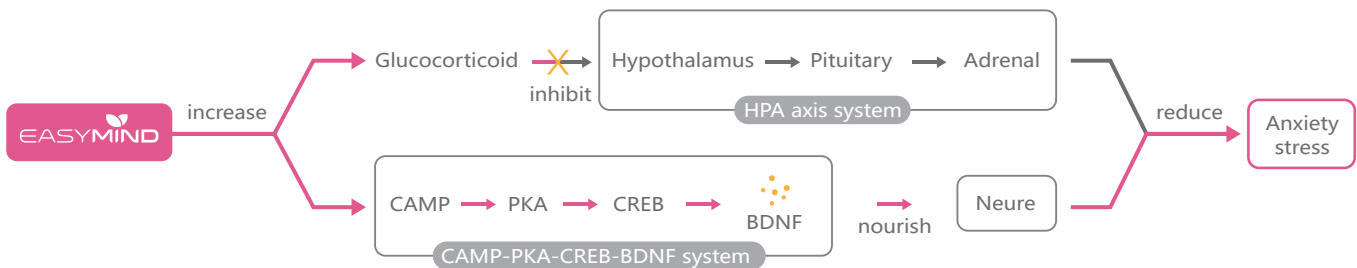 EASYMIND
increase
Glucocorticoid
inhibit
Hypothalamus
Pituitary
Adrenal
HPA axis system
CAMP
PKA
CREB
BDNF
CAMP-PKA-CREB-BDNF system
nourish
Neure
reduce
Anxiety
stress